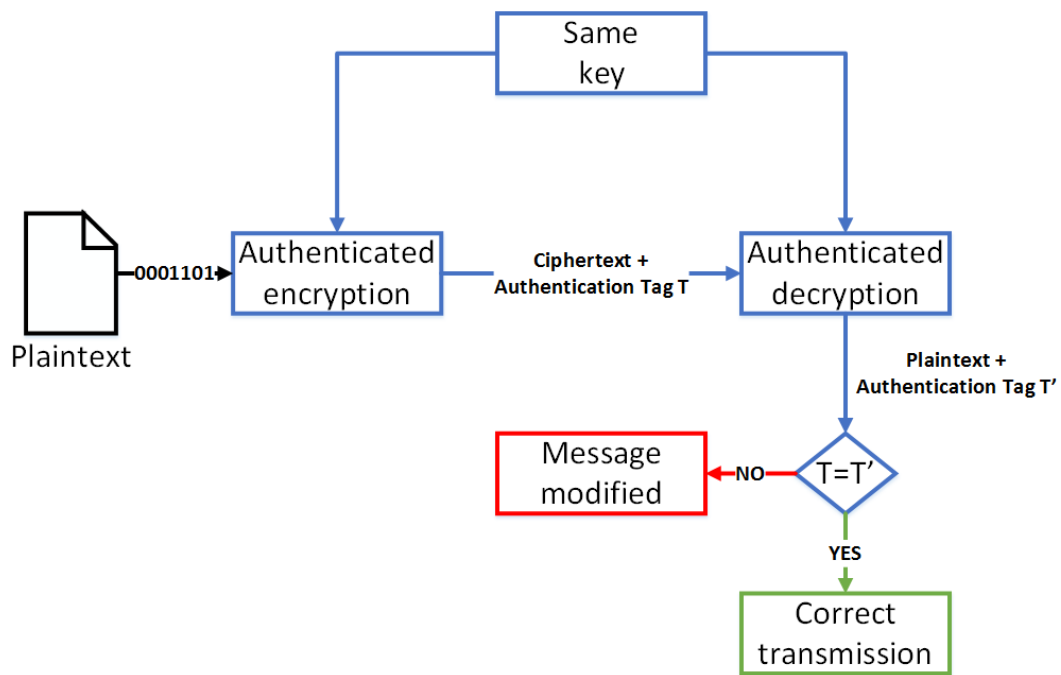 Same
key
Plaintext
0001101
Authenticated
encryption
Ciphertext +
Authentication Tag T
Authenticated
decryption
Plaintext +
Authentication Tag T’
T=T’
NO
Message
modified
YES
Correct
transmission